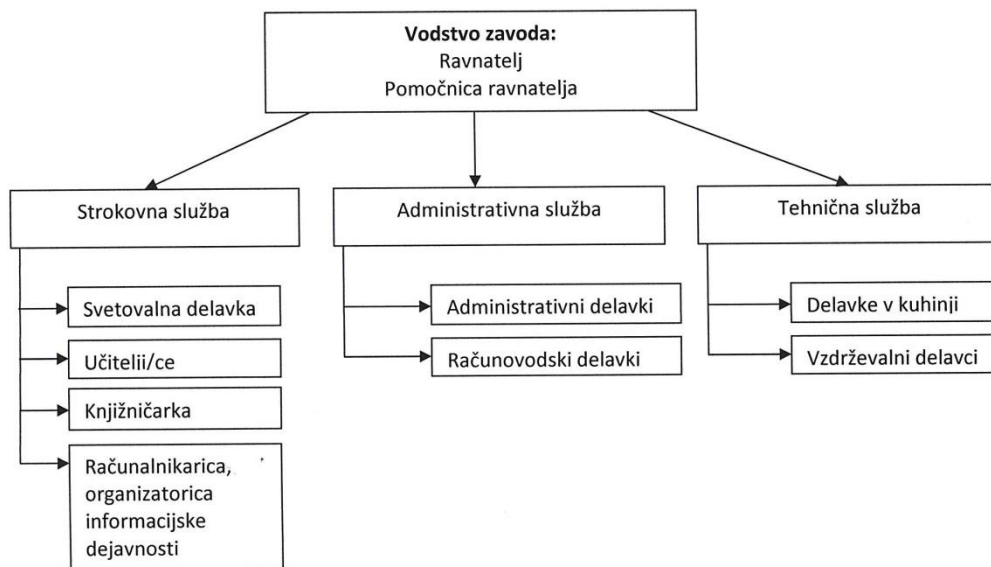 Vodstvo zavoda:
Ravnatelj
Pomočnica ravnatelja
Strokovna služba
Administrativna služba
Tehnična služba
Svetovalna delavka
Učitelji/ce
Knjižničarka
Računalnikarica,
organizatorica
informacijske
dejavnosti
Administrativni delavki
Računovodski delavki
Delavke v kuhinji
Vzdrževalni delavci